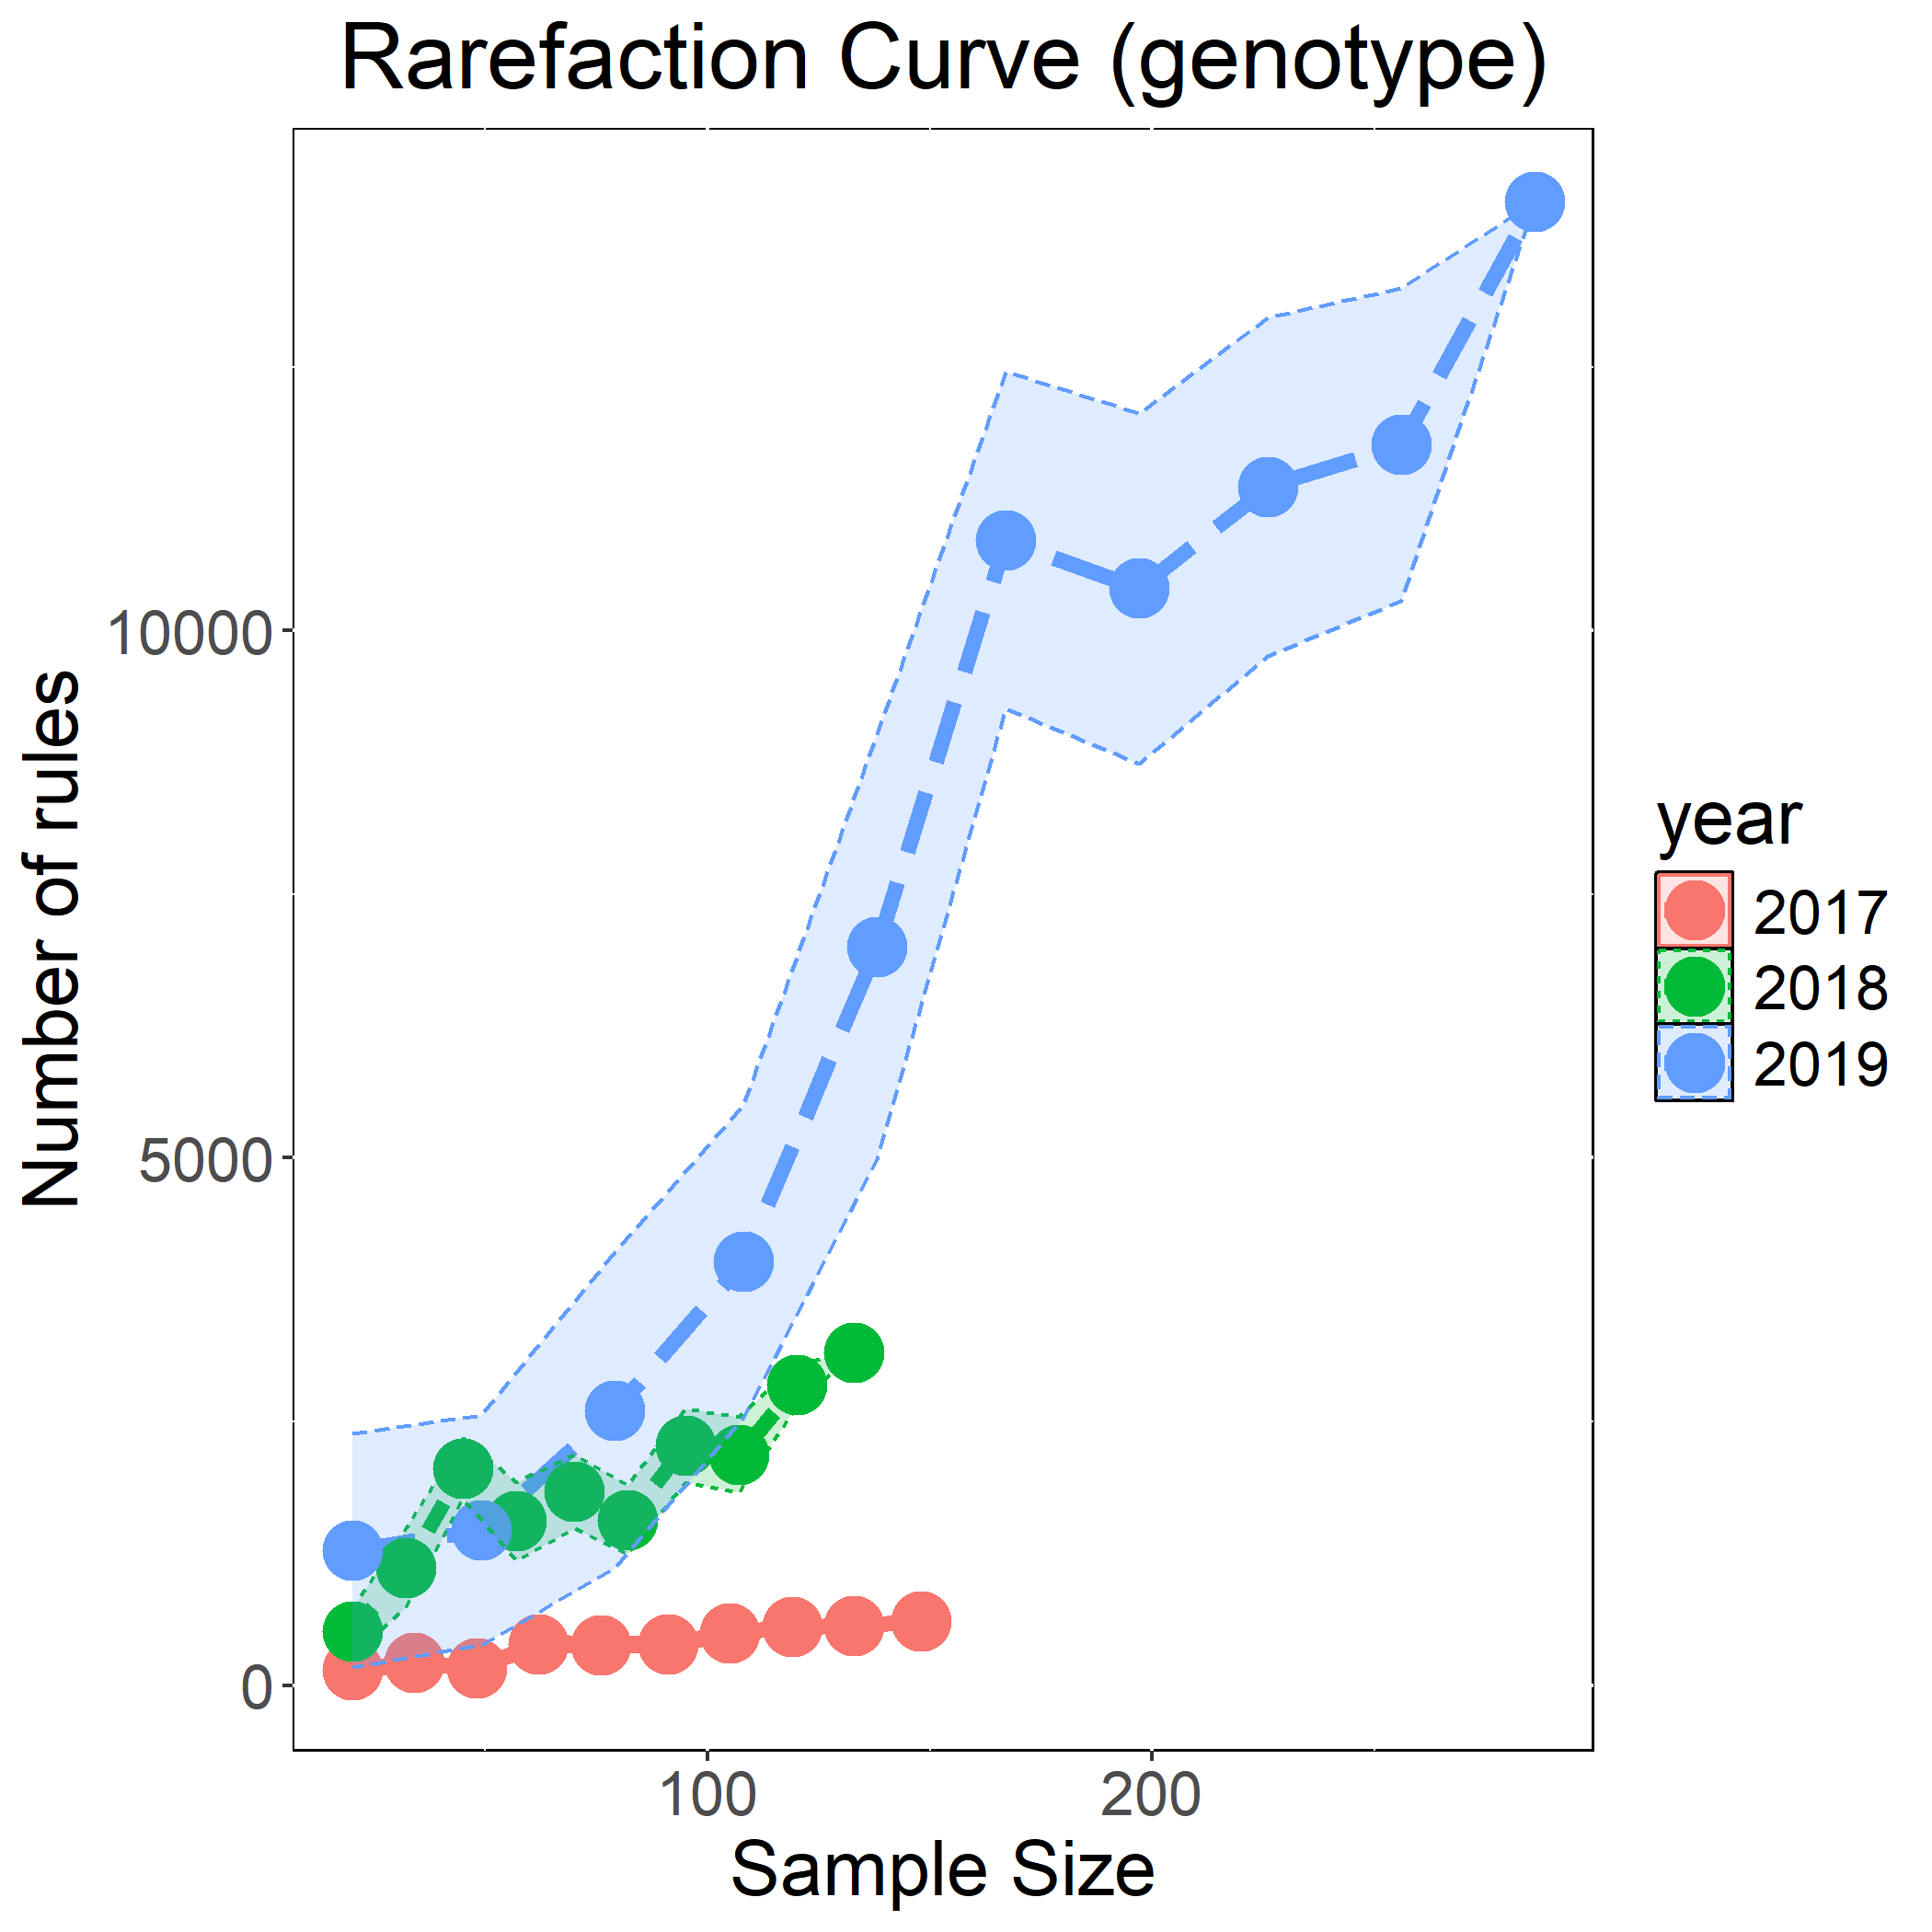 Rarefaction Curve (genotype)
10000
5000
0
Number of rules
100
200
Sample Size
year
2017
2018
2019